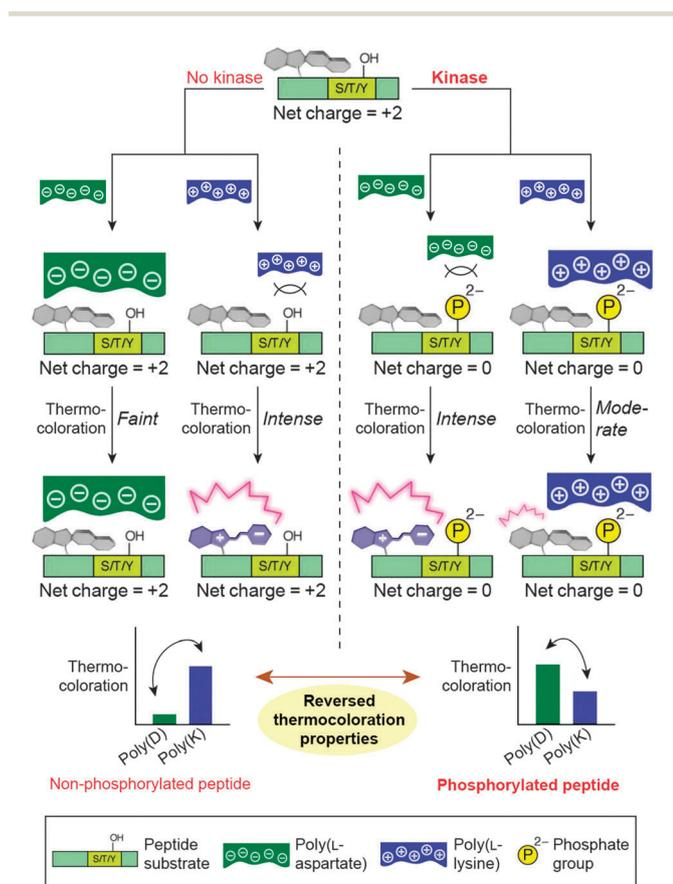 OH
No kinase
Kinase
S/T/Y
Net charge = +2
OH
S/T/Y
Net charge = +2
OH
S/T/Y
Net charge = +2
P 2–
S/T/Y
Net charge = 0
P 2–
S/T/Y
Net charge = 0
Thermo-
coloration
Faint
Thermo-
coloration
Intense
Thermo-
coloration
Intense
Thermo-
coloration
Mode-
rate
OH
S/T/Y
Net charge = +2
OH
S/T/Y
Net charge = +2
P 2–
S/T/Y
Net charge = 0
P 2–
S/T/Y
Net charge = 0
Thermo-
coloration
Poly(D)
Poly(K)
Non-phosphorylated peptide
Reversed
thermocoloration
properties
Thermo-
coloration
Poly(D)
Poly(K)
Phosphorylated peptide
OH
S/T/Y
Peptide
substrate
Poly(L-
aspartate)
Poly(L-
lysine)
P 2–
Phosphate
group